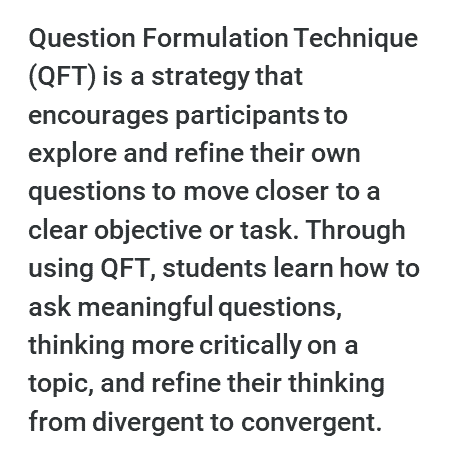 Question Formulation Technique
(QFT) is a strategy that
encourages participants to
explore and refine their own
questions to move closer to a
clear objective or task. Through
using QFT, students learn how to
ask meaningful questions,
thinking more critically on a
topic, and refine their thinking
from divergent to convergent.